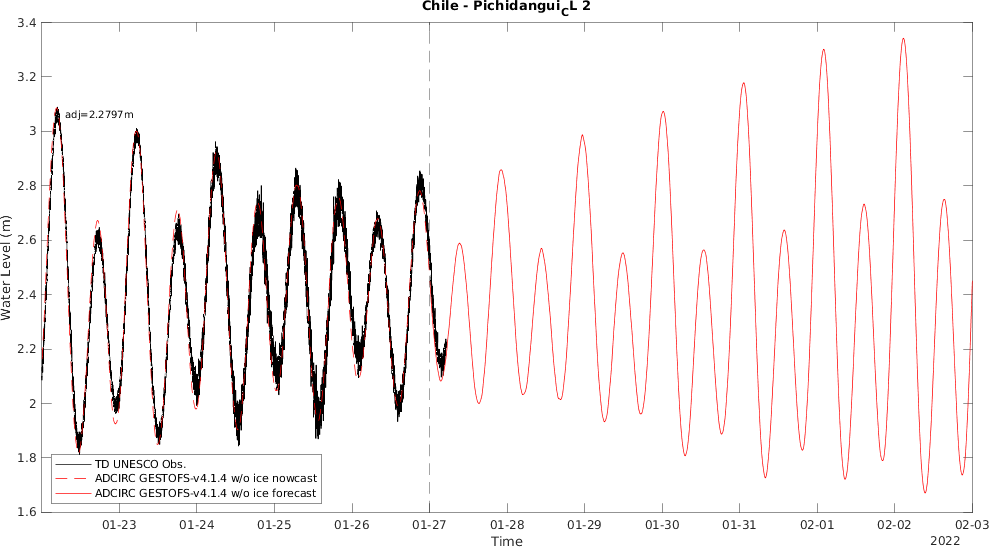 Chile - Pichidangui_CL 2
3.4
3.2
3
2.8
2.6
2.4
2.2
2
1.8
1.6
Water Level (m)
adj=2.2797m
TD UNESCO Obs.
ADCIRC GESTOFS-v4.1.4 w/o ice nowcast
ADCIRC GESTOFS-v4.1.4 w/o ice forecast
01-23 01-24 01-25 01-26 01-27 01-28 01-29 01-30 01-31 02-01 02-02 02-03
Time
2022